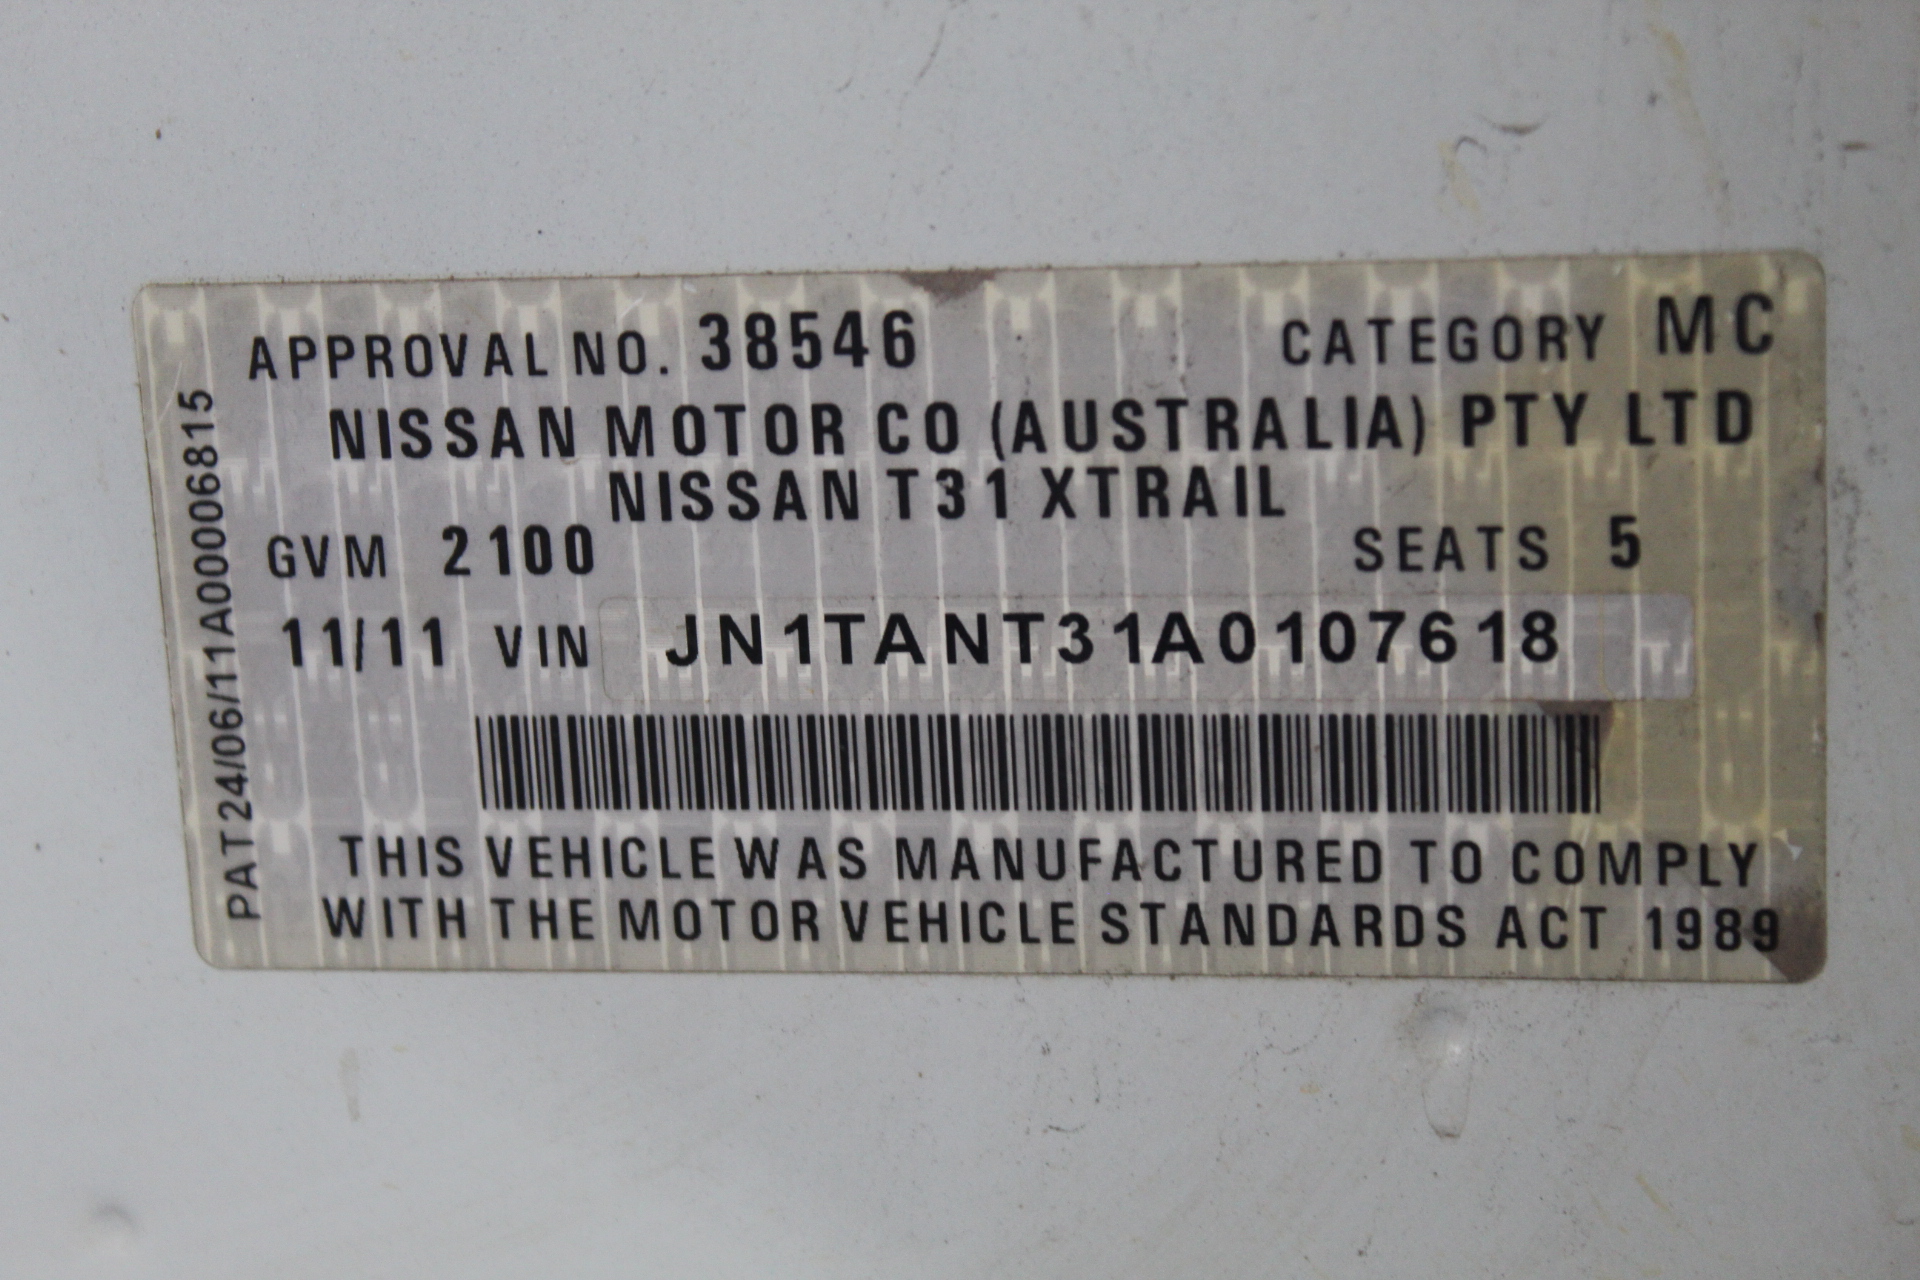 APPROVAL NO. 38546 CATEGORY MC
NISSAN MOTOR CO (AUSTRALIA) PTY LTD
NISSAN T31 XTRAIL
GVM 2100 SEATS 5
11/11 VIN JN1TANT31A0107618
THIS VEHICLE WAS MANUFACTURED TO COMPLY
WITH THE MOTOR VEHICLE STANDARDS ACT 1989
PAT24/06/11A00006815